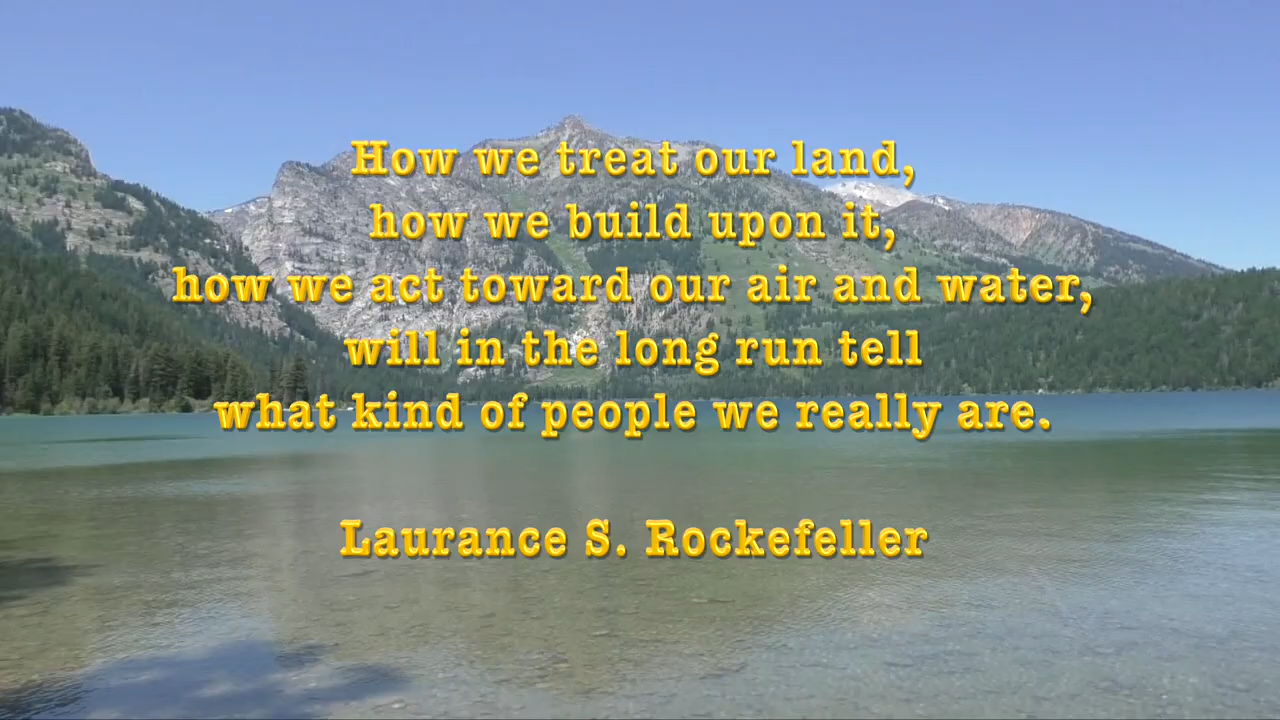 How we treat our land,
how we build upon it,
how we act toward our air and water,
will in the long run tell
what kind of people we really are.
Laurance S. Rockefeller